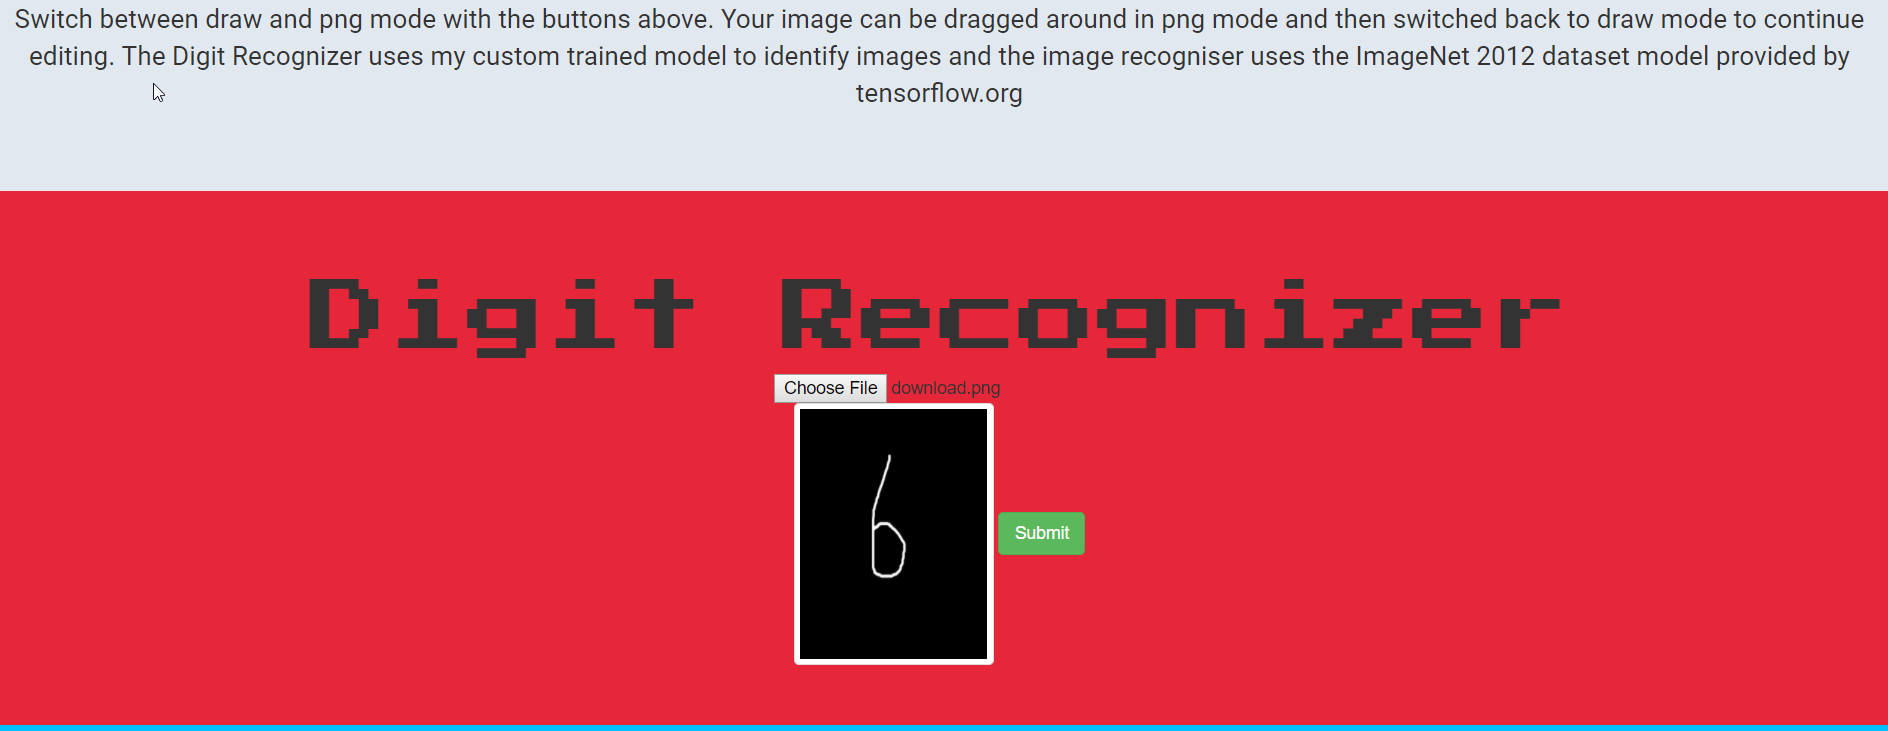 Switch between draw and png mode with the buttons above. Your image can be dragged around in png mode and then switched back to draw mode to continue
editing. The Digit Recognizer uses my custom trained model to identify images and the image recogniser uses the ImageNet 2012 dataset model provided by
tensorflow.org
Digit Recognizer
Choose File download.png
6
Submit